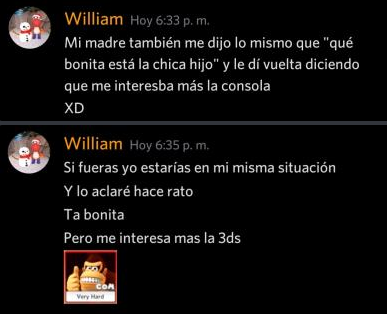 William Hoy 6:33 p. m.
Mi madre también me dijo lo mismo que "qué
bonita está la chica hijo" y le dí vuelta diciendo
que me interesba más la consola
XD
William Hoy 6:35 p. m.
Si fueras yo estarías en mi misma situación
Y lo aclaré hace rato
Ta bonita
Pero me interesa mas la 3ds
COM
Very Hard